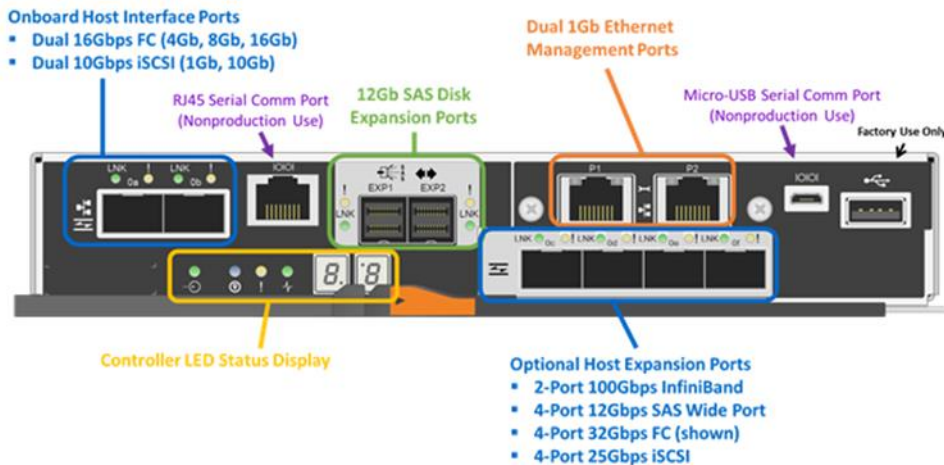 Onboard Host Interface Ports
▪ Dual 16Gbps FC (4Gb, 8Gb, 16Gb)
▪ Dual 10Gbps iSCSI (1Gb, 10Gb)
Dual 1Gb Ethernet
Management Ports
RJ45 Serial Comm Port
(Nonproduction Use)
12Gb SAS Disk
Expansion Ports
Micro-USB Serial Comm Port
(Nonproduction Use)
Factory Use Only
LNK 0a ! LNK 0b !
IOIOI
EXP1 EXP2
! LNK
! LNK
P1 P2
IOIOI
LNK 0c ! LNK 0d ! LNK 0e ! LNK 0f !
!
8. .8
Controller LED Status Display
Optional Host Expansion Ports
▪ 2-Port 100Gbps InfiniBand
▪ 4-Port 12Gbps SAS Wide Port
▪ 4-Port 32Gbps FC (shown)
▪ 4-Port 25Gbps iSCSI